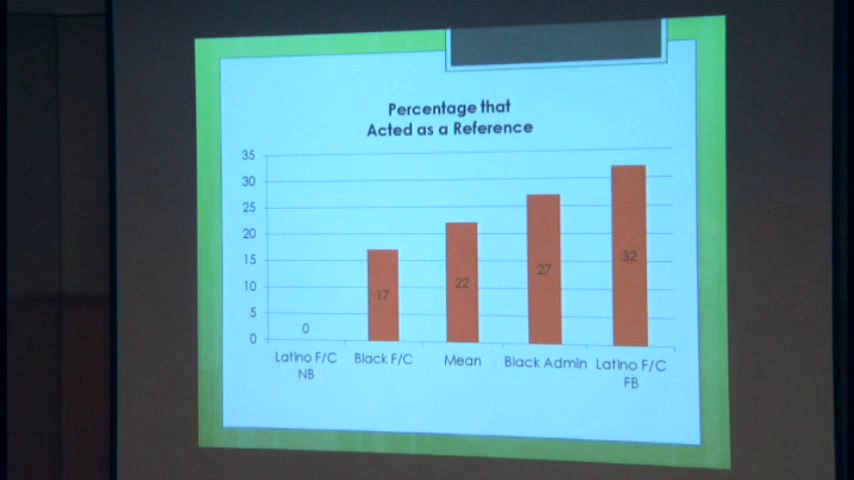 Percentage that
Acted as a Reference
35
30
25
20
15
10
5
0
0
17
22
27
32
Latino F/C
NB
Black F/C
Mean
Black Admin
Latino F/C
FB